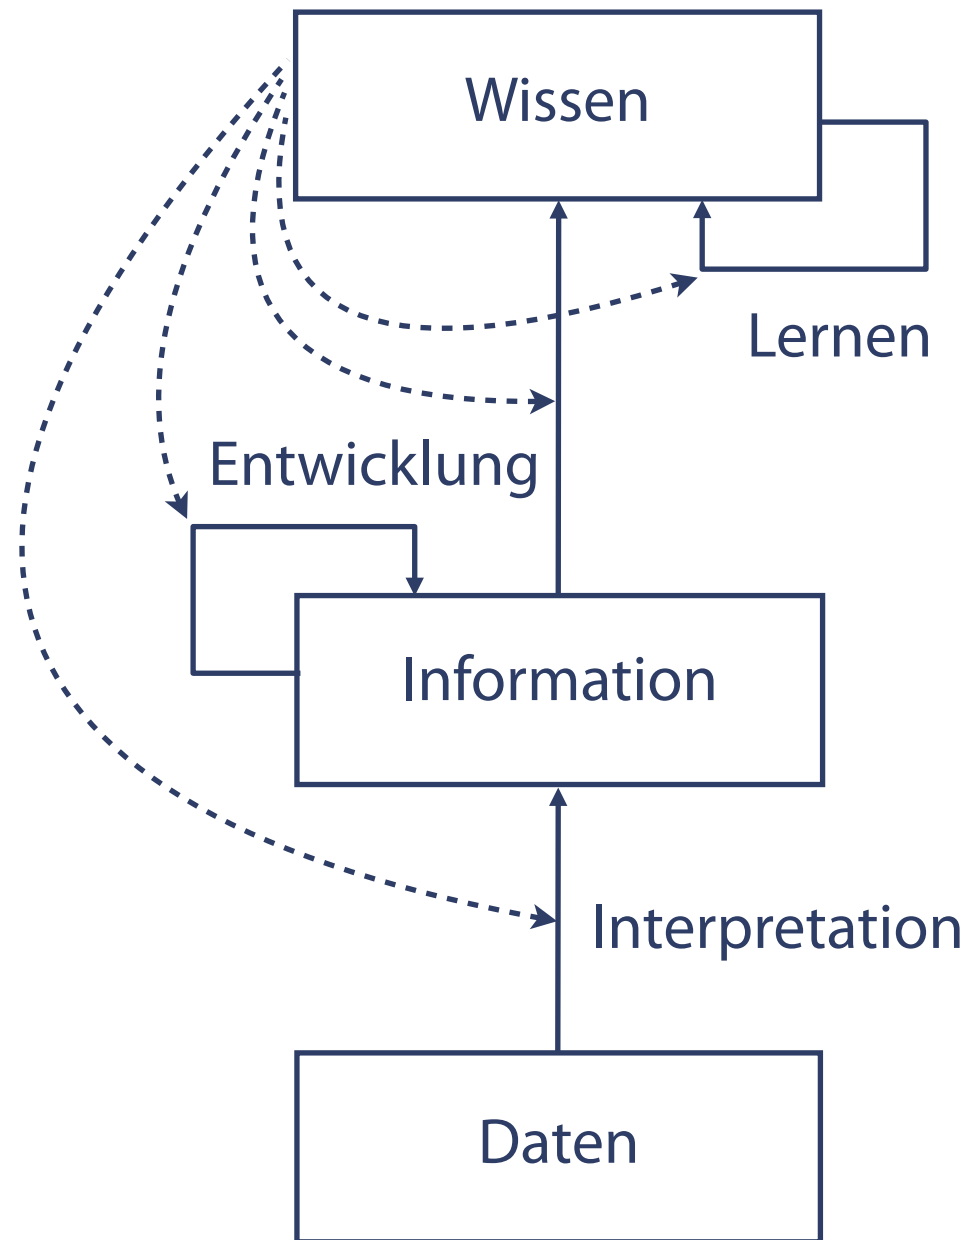 Wissen
Lernen
Entwicklung
Information
Interpretation
Daten